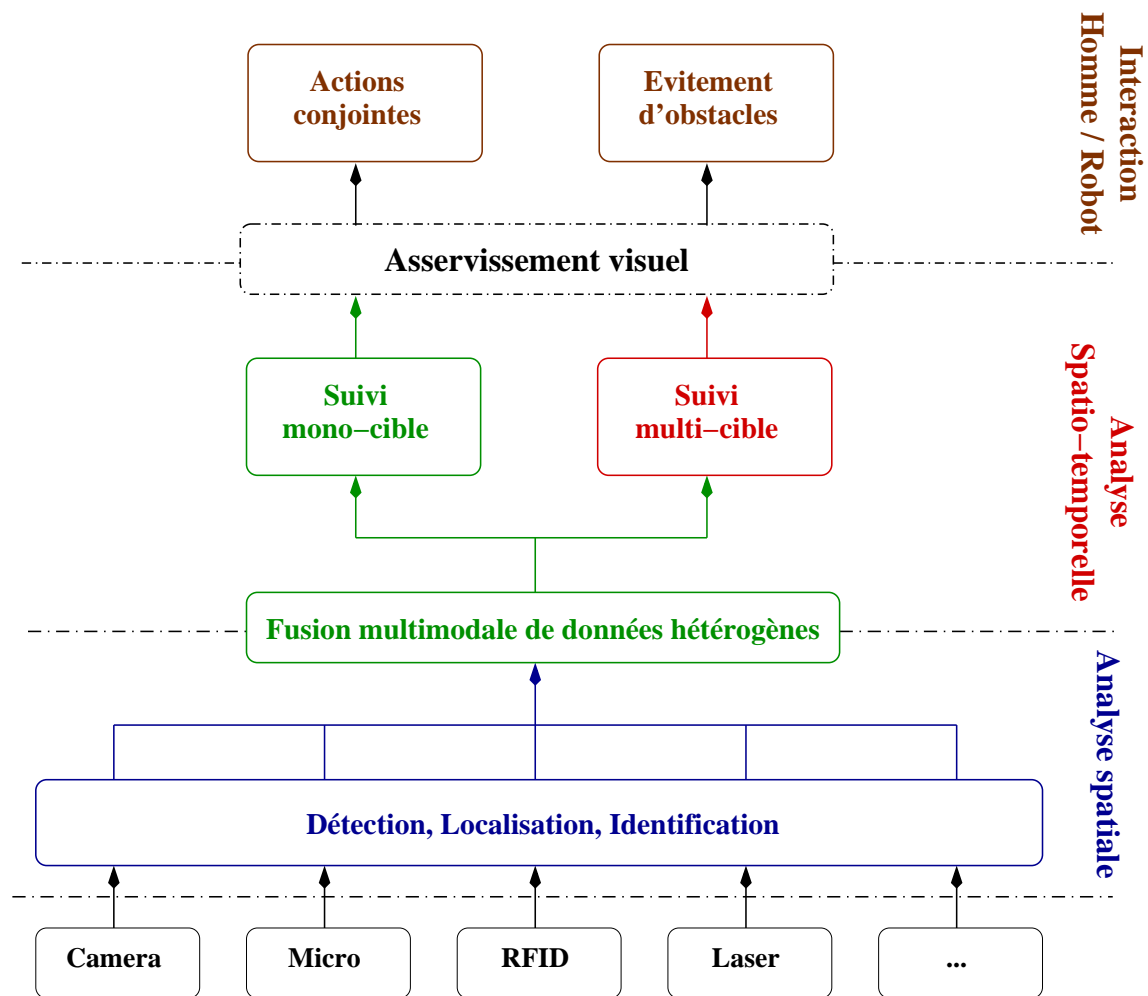 Actions
conjointes
Evitement
d'obstacles
Interaction
Homme / Robot
Asservissement visuel
Suivi
mono−cible
Suivi
multi−cible
Analyse
Spatio−temporelle
Fusion multimodale de données hétérogènes
Analyse spatiale
Détection, Localisation, Identification
Camera
Micro
RFID
Laser
...